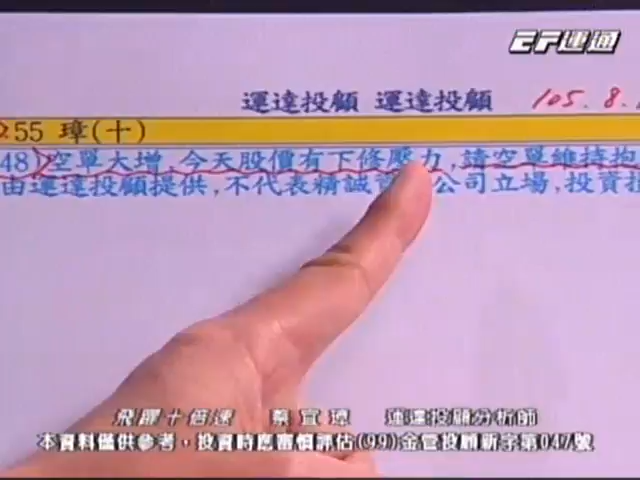 EF運通
運達投顧 運達投顧 105.8.
55 璋(十)
48)空單大增,今天股價有下修壓力,請空單維持拘
由運達投顧提供,不代表精誠資 公司立場,投資
飛躍十倍速 蔡宜璋 運達投顧分析師
本資料僅供參考,投資時應審慎評估(99)金管投顧新字第047號